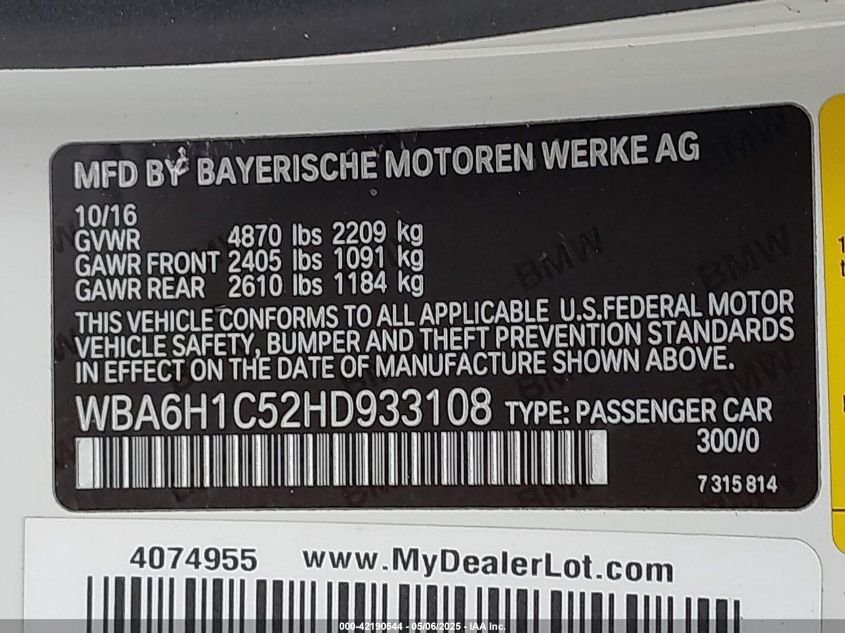 MFD BY BAYERISCHE MOTOREN WERKE AG
10/16
GVWR 4870 lbs 2209 kg
GAWR FRONT 2405 lbs 1091 kg
GAWR REAR 2610 lbs 1184 kg
THIS VEHICLE CONFORMS TO ALL APPLICABLE U.S.FEDERAL MOTOR
VEHICLE SAFETY, BUMPER AND THEFT PREVENTION STANDARDS
IN EFFECT ON THE DATE OF MANUFACTURE SHOWN ABOVE.
WBA6H1C52HD933108 TYPE: PASSENGER CAR
300/0
7 315 814
4074955 www.MyDealerLot.com
000-42190544 - 05/06/2025 - IAA Inc.